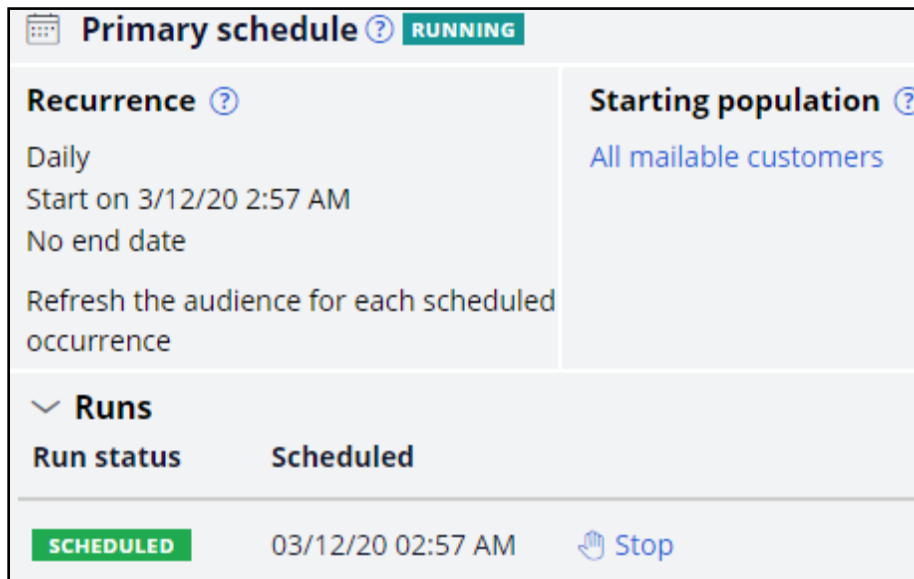 Primary schedule ? RUNNING
Recurrence ?
Daily
Start on 3/12/20 2:57 AM
No end date
Refresh the audience for each scheduled
occurrence
Starting population ?
All mailable customers
Runs
Run status Scheduled
SCHEDULED 03/12/20 02:57 AM Stop